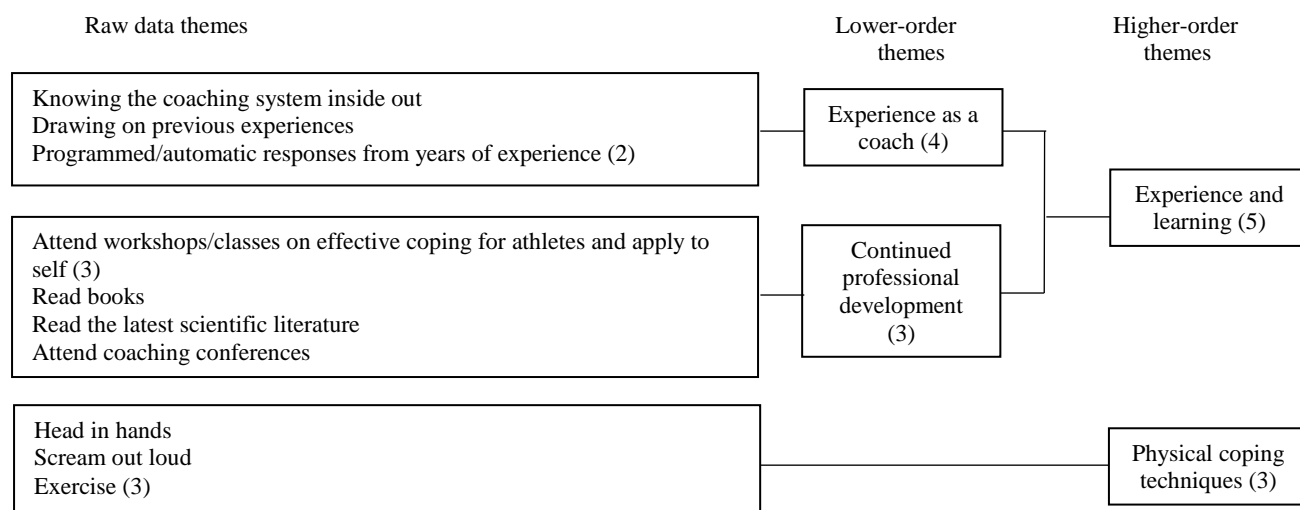 Raw data themes
Lower-order
themes
Higher-order
themes
Knowing the coaching system inside out
Drawing on previous experiences
Programmed/automatic responses from years of experience (2)
Experience as a
coach (4)
Experience and
learning (5)
Attend workshops/classes on effective coping for athletes and apply to
self (3)
Read books
Read the latest scientific literature
Attend coaching conferences
Continued
professional
development
(3)
Head in hands
Scream out loud
Exercise (3)
Physical coping
techniques (3)